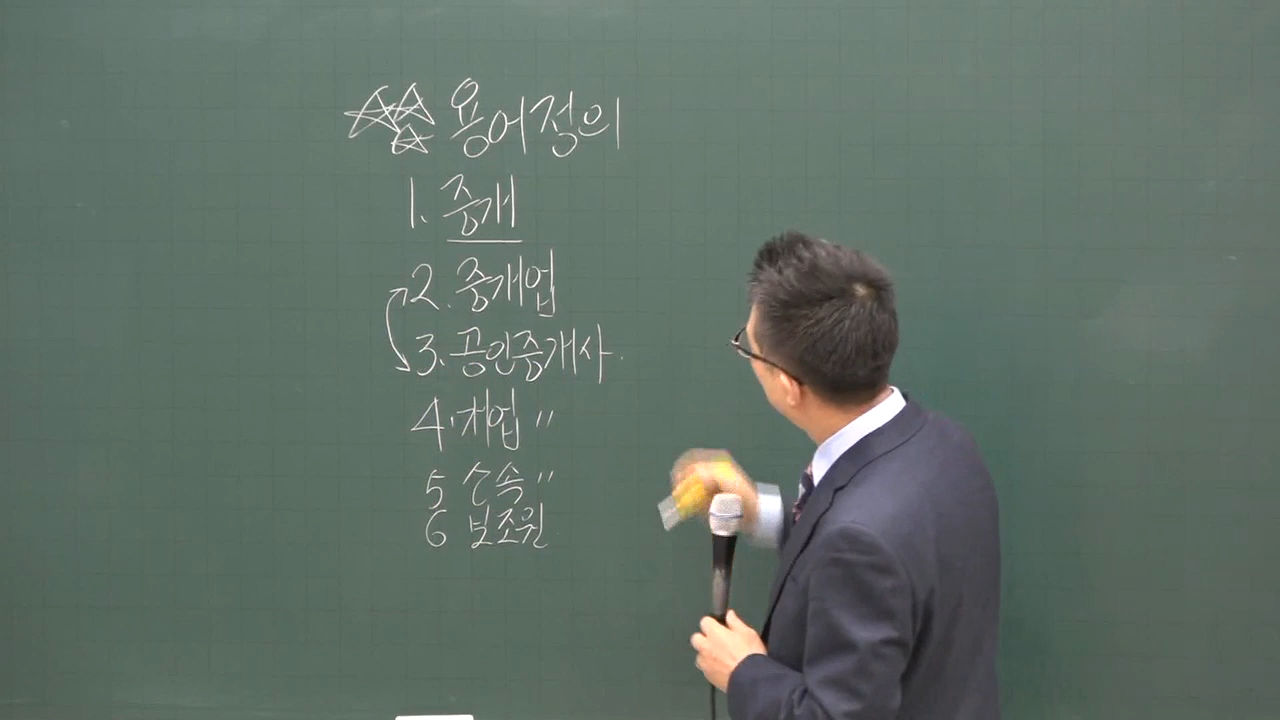 용어정의
1. 중개
2. 중개업
3. 공인중개사.
4. 개업 〃
5 소속 〃
6 보조원